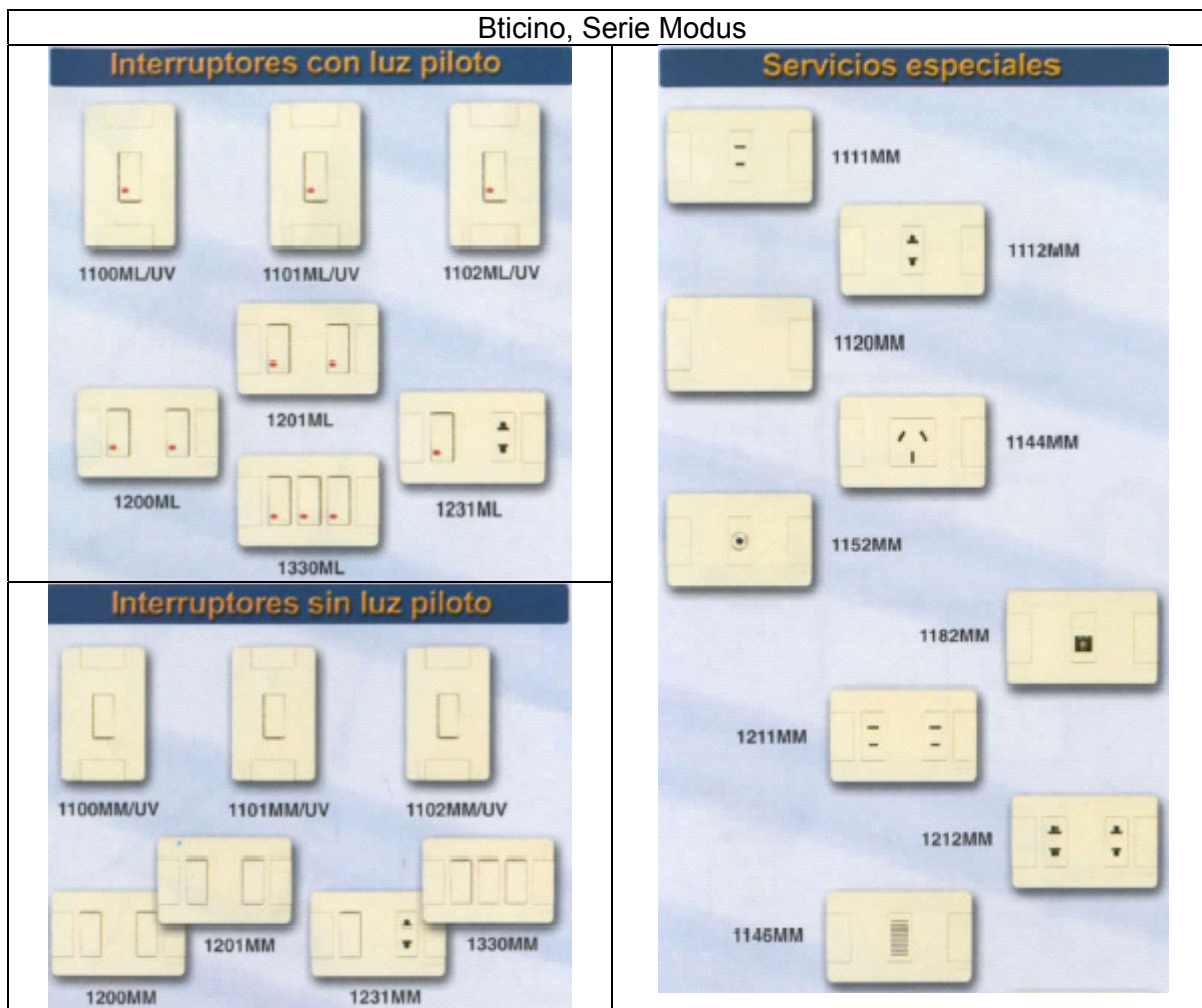 Bticino, Serie Modus
Interruptores con luz piloto
1100ML/UV
1101ML/UV
1102ML/UV
1201ML
1200ML
1231ML
1330ML
Interruptores sin luz piloto
1100MM/UV
1101MM/UV
1102MM/UV
1201MM
1330MM
1200MM
1231MM
Servicios especiales
1111MM
1112MM
1120MM
1144MM
1152MM
1182MM
1211MM
1212MM
1146MM